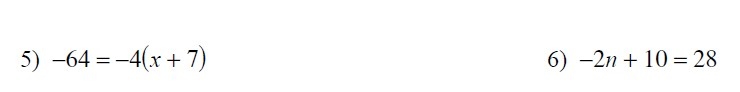 5) –64 = –4(x + 7)    6) –2n + 10 = 28